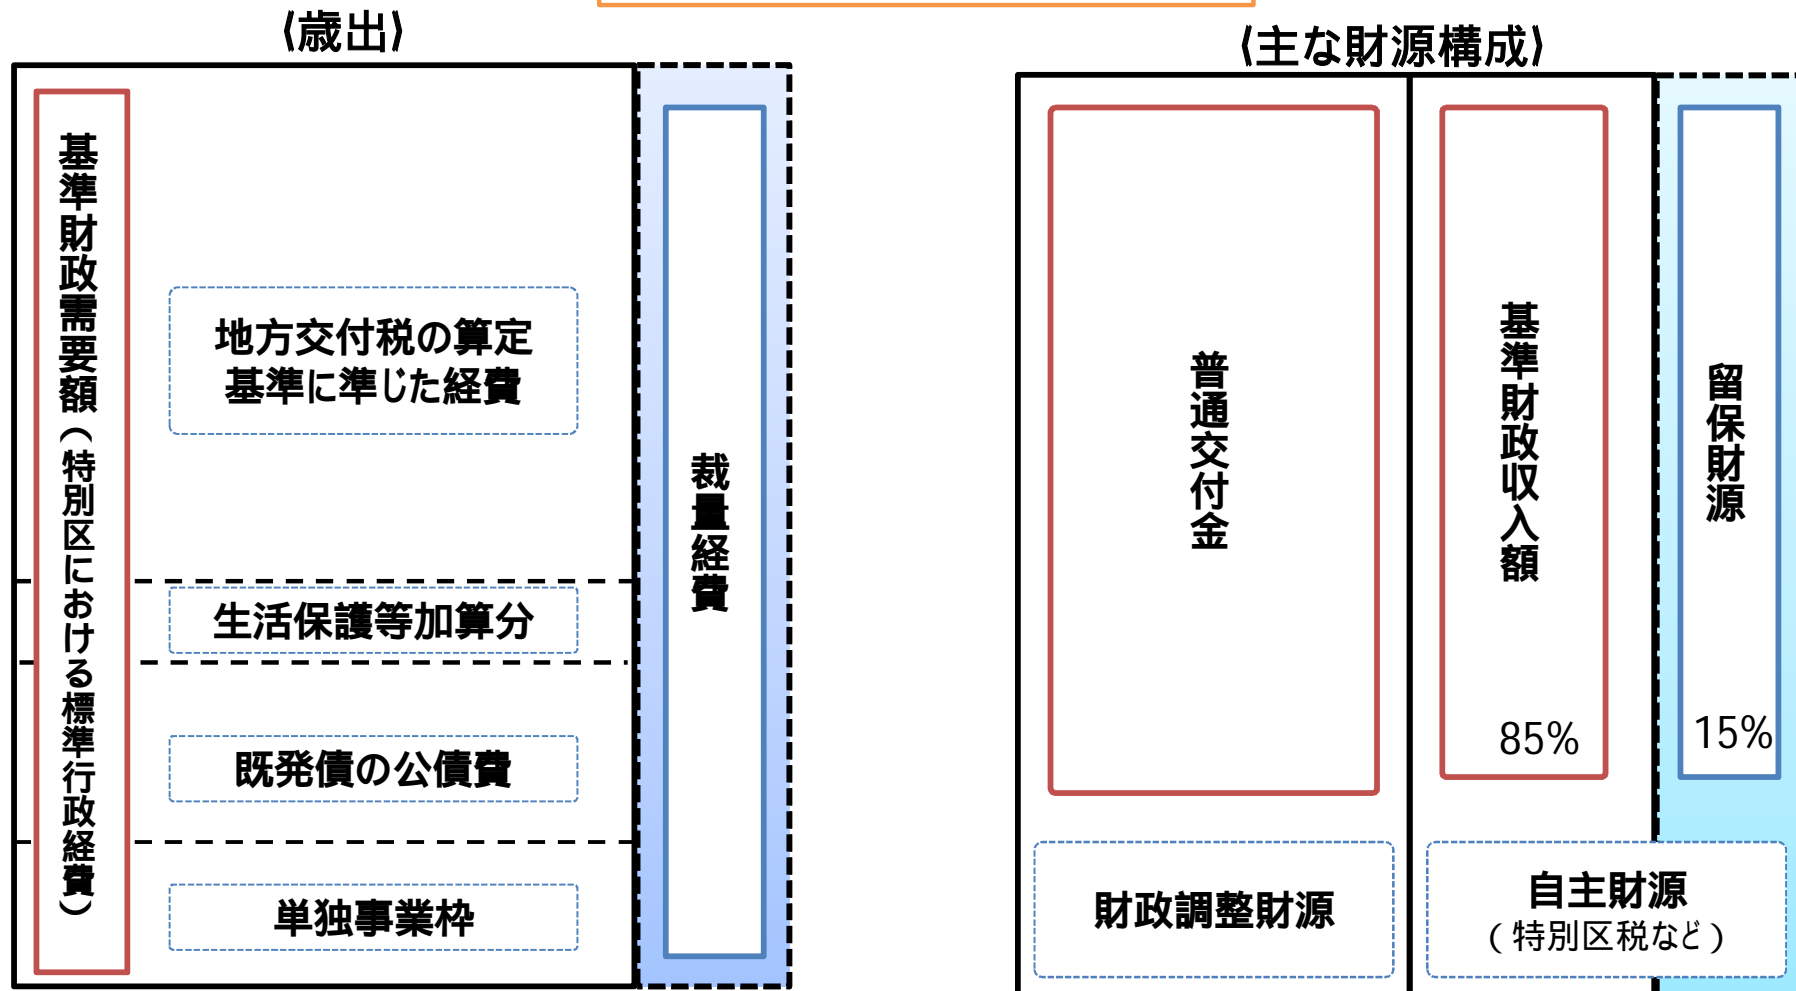 ⟨歳出⟩
基準財政需要額（特別区における標準行政経費）
地方交付税の算定
基準に準じた経費
生活保護等加算分
既発債の公債費
単独事業枠
裁量経費
⟨主な財源構成⟩
普通交付金
基準財政収入額
85%
留保財源
15%
財政調整財源
自主財源
（特別区税など）